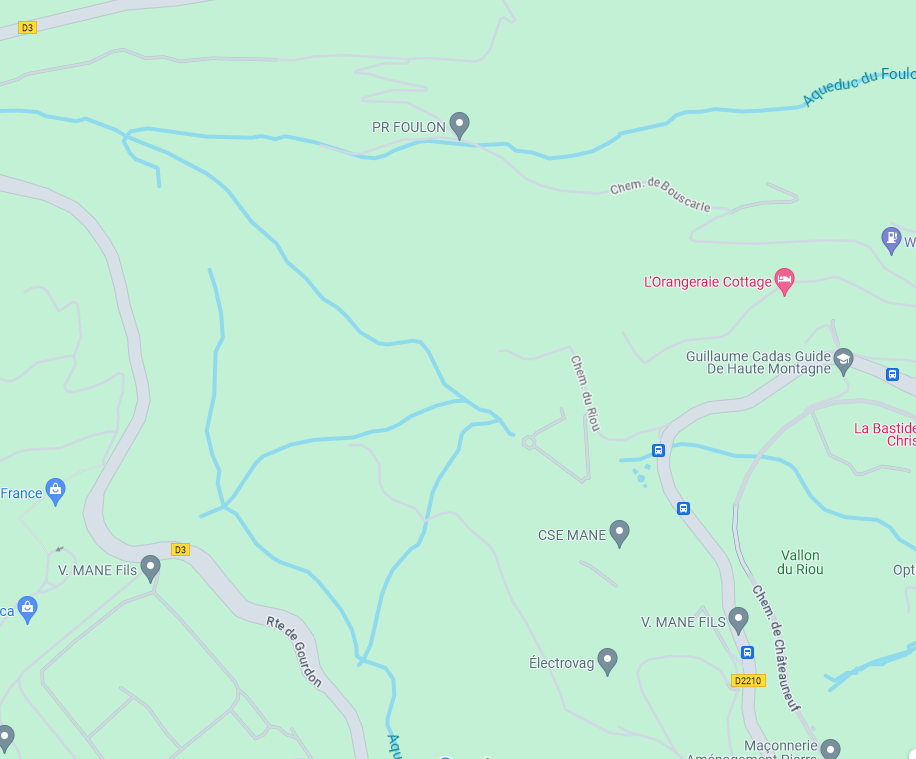 D3
Aqueduc du Foulo
PR FOULON
Chem. de Bouscarle
W
L'Orangeraie Cottage
Guillaume Cadas Guide
De Haute Montagne
Chem. du Riou
La Bastide
Chris
France
CSE MANE
D3
V. MANE Fils
Vallon
du Riou
Opt
ca
Rte de Gourdon
V. MANE FILS
Chem. de Châteauneuf
Électrovag
D2210
Aqu
Maçonnerie
Aménagement Pierre